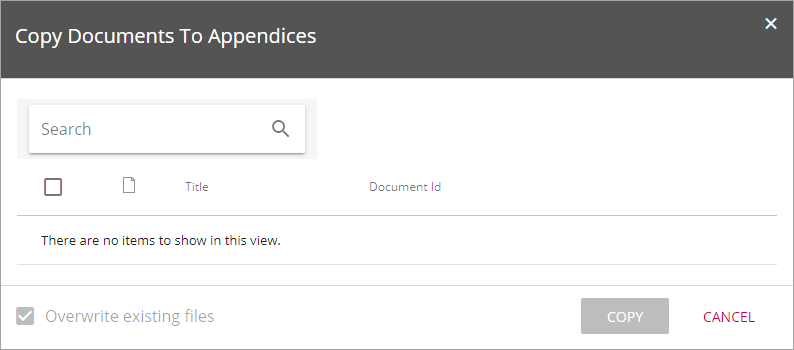 Copy Documents To Appendices
Search
Title Document Id
There are no items to show in this view.
Overwrite existing files COPY CANCEL